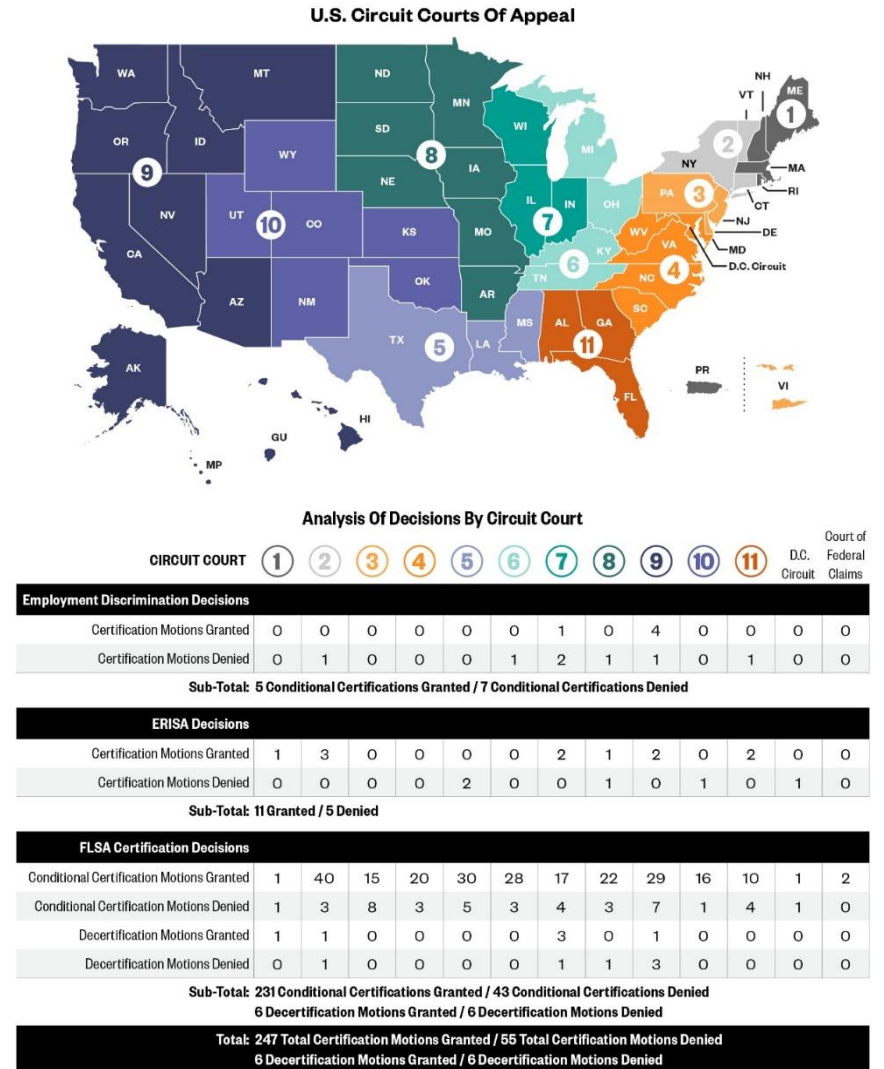 U.S. Circuit Courts Of Appeal
WA
MT
ND
MN
VT
NH
ME
1
OR
ID
SD
WI
MI
2
NY
MA
9
WY
8
RI
NE
IA
PA
3
CT
NV
UT
10
CO
IL
IN
OH
NJ
7
WV
DE
CA
KS
MO
KY
VA
MD
6
4
D.C. Circuit
AZ
NM
OK
AR
TN
NC
SC
TX
5
LA
MS
AL
GA
11
AK
FL
PR
VI
HI
GU
MP
Analysis Of Decisions By Circuit Court
CIRCUIT COURT 1 2 3 4 5 6 7 8 9 10 11 D.C. Circuit Court of Federal Claims
Employment Discrimination Decisions
Certification Motions Granted 0 0 0 0 0 0 1 0 4 0 0 0 0
Certification Motions Denied 0 1 0 0 0 1 2 1 1 0 1 0 0
Sub-Total: 5 Conditional Certifications Granted / 7 Conditional Certifications Denied
ERISA Decisions
Certification Motions Granted 1 3 0 0 0 0 2 1 2 0 2 0 0
Certification Motions Denied 0 0 0 0 2 0 0 1 0 1 0 1 0
Sub-Total: 11 Granted / 5 Denied
FLSA Certification Decisions
Conditional Certification Motions Granted 1 40 15 20 30 28 17 22 29 16 10 1 2
Conditional Certification Motions Denied 1 3 8 3 5 3 4 3 7 1 4 1 0
Decertification Motions Granted 1 1 0 0 0 0 3 0 1 0 0 0 0
Decertification Motions Denied 0 1 0 0 0 0 1 1 3 0 0 0 0
Sub-Total: 231 Conditional Certifications Granted / 43 Conditional Certifications Denied
6 Decertification Motions Granted / 6 Decertification Motions Denied
Total: 247 Total Certification Motions Granted / 55 Total Certification Motions Denied
6 Decertification Motions Granted / 6 Decertification Motions Denied